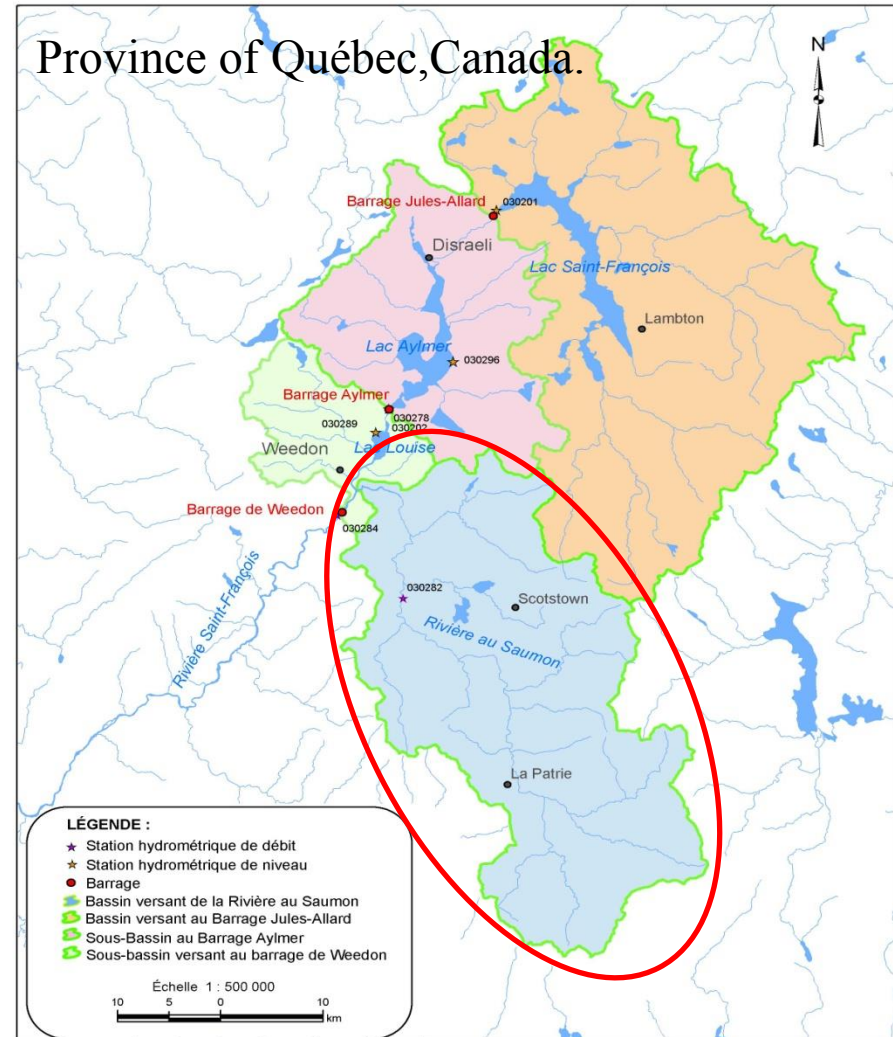 Province of Québec,Canada.
N
Barrage Jules-Allard
030201
Disraeli
Lac Saint-François
Lambton
Lac Aylmer
030296
Barrage Aylmer
030278
030289
030202
Lac Louise
Weedon
Barrage de Weedon
030284
Rivière Saint-François
030282
Scotstown
Rivière au Saumon
La Patrie
LÉGENDE :
Station hydrométrique de débit
Station hydrométrique de niveau
Barrage
Bassin versant de la Rivière au Saumon
Bassin versant au Barrage Jules-Allard
Sous-Bassin au Barrage Aylmer
Sous-bassin versant au barrage de Weedon
Échelle 1 : 500 000
10 5 0 10
km